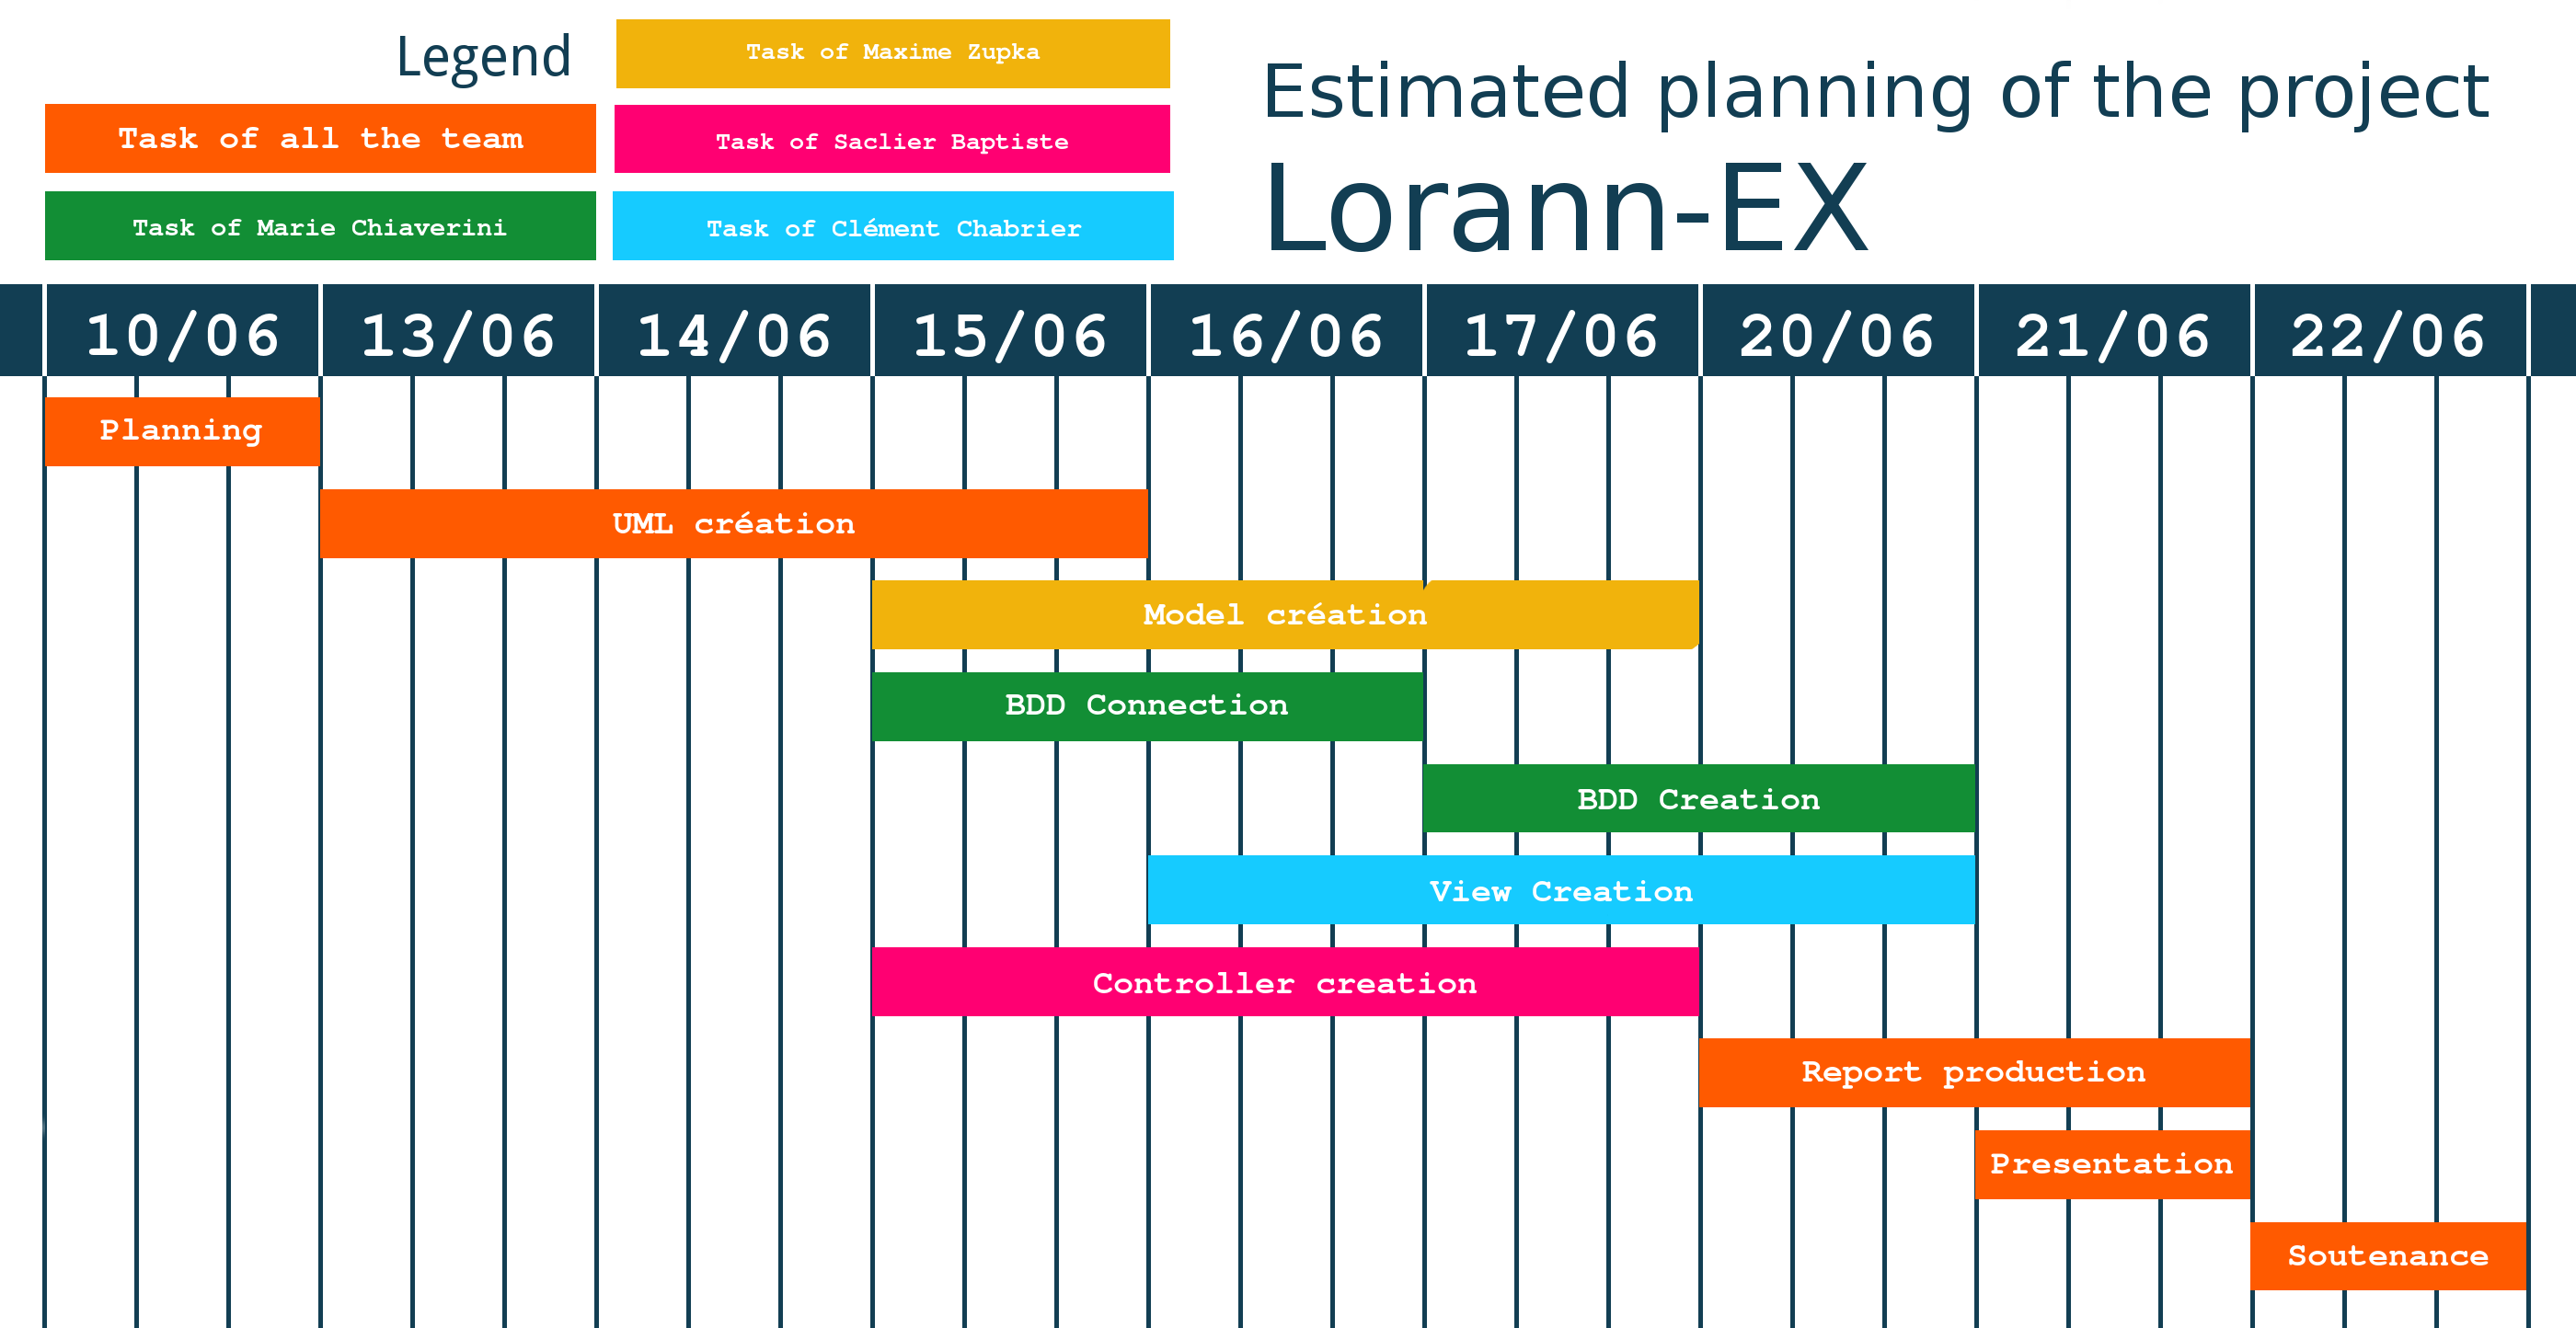 Legend
Task of Maxime Zupka
Task of all the team
Task of Saclier Baptiste
Task of Marie Chiaverini
Task of Clément Chabrier
Estimated planning of the project
Lorann-EX
10/06 13/06 14/06 15/06 16/06 17/06 20/06 21/06 22/06
Planning
UML création
Model création
BDD Connection
BDD Creation
View Creation
Controller creation
Report production
Presentation
Soutenance